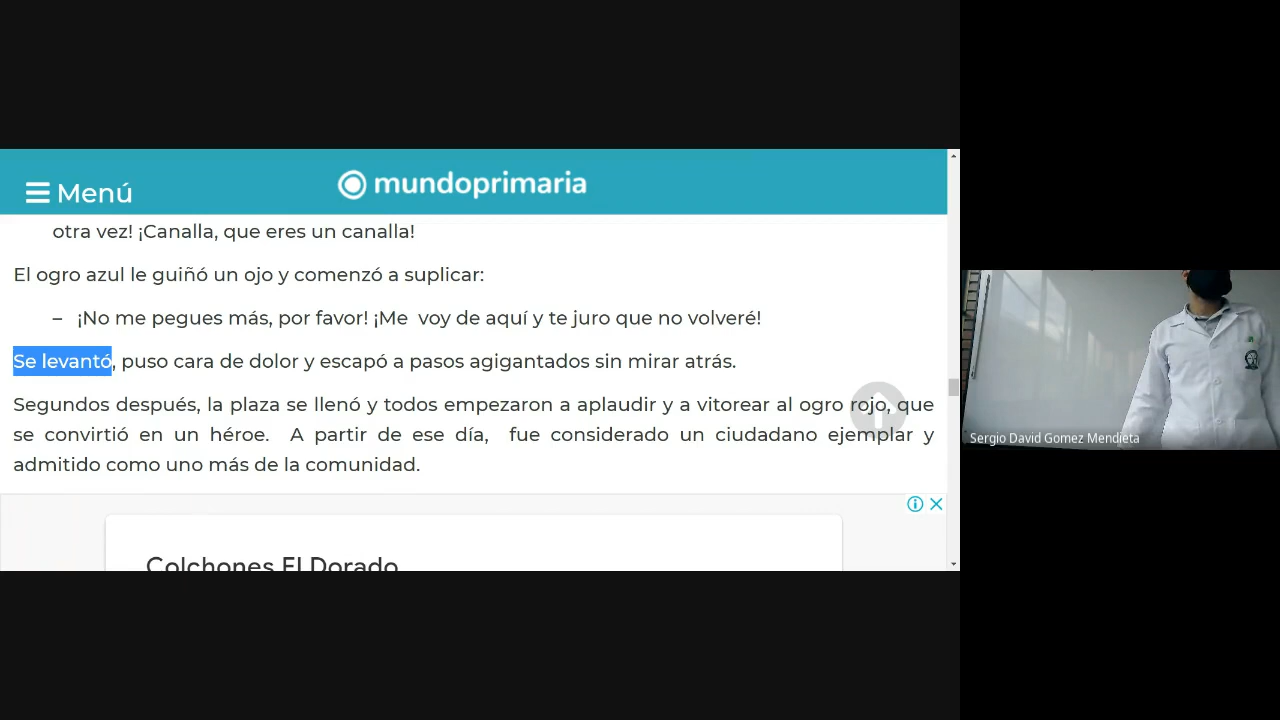 Menú
mundoprimaria
otra vez! ¡Canalla, que eres un canalla!
El ogro azul le guiñó un ojo y comenzó a suplicar:
– ¡No me pegues más, por favor! ¡Me voy de aquí y te juro que no volveré!
Se levantó, puso cara de dolor y escapó a pasos agigantados sin mirar atrás.
Segundos después, la plaza se llenó y todos empezaron a aplaudir y a vitorear al ogro rojo, que
se convirtió en un héroe. A partir de ese día, fue considerado un ciudadano ejemplar y
admitido como uno más de la comunidad.
Colchones El Dorado
Sergio David Gomez Mendieta